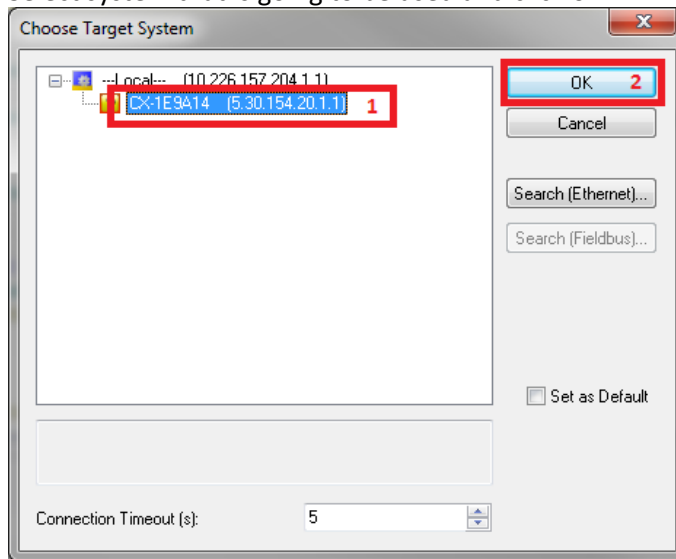 Choose Target System
---Local--- (10.226.157.204.1.1)
CX-1E9A14 (5.30.154.20.1.1) 1
OK 2
Cancel
Search (Ethernet)...
Search (Fieldbus)...
Set as Default
Connection Timeout (s): 5